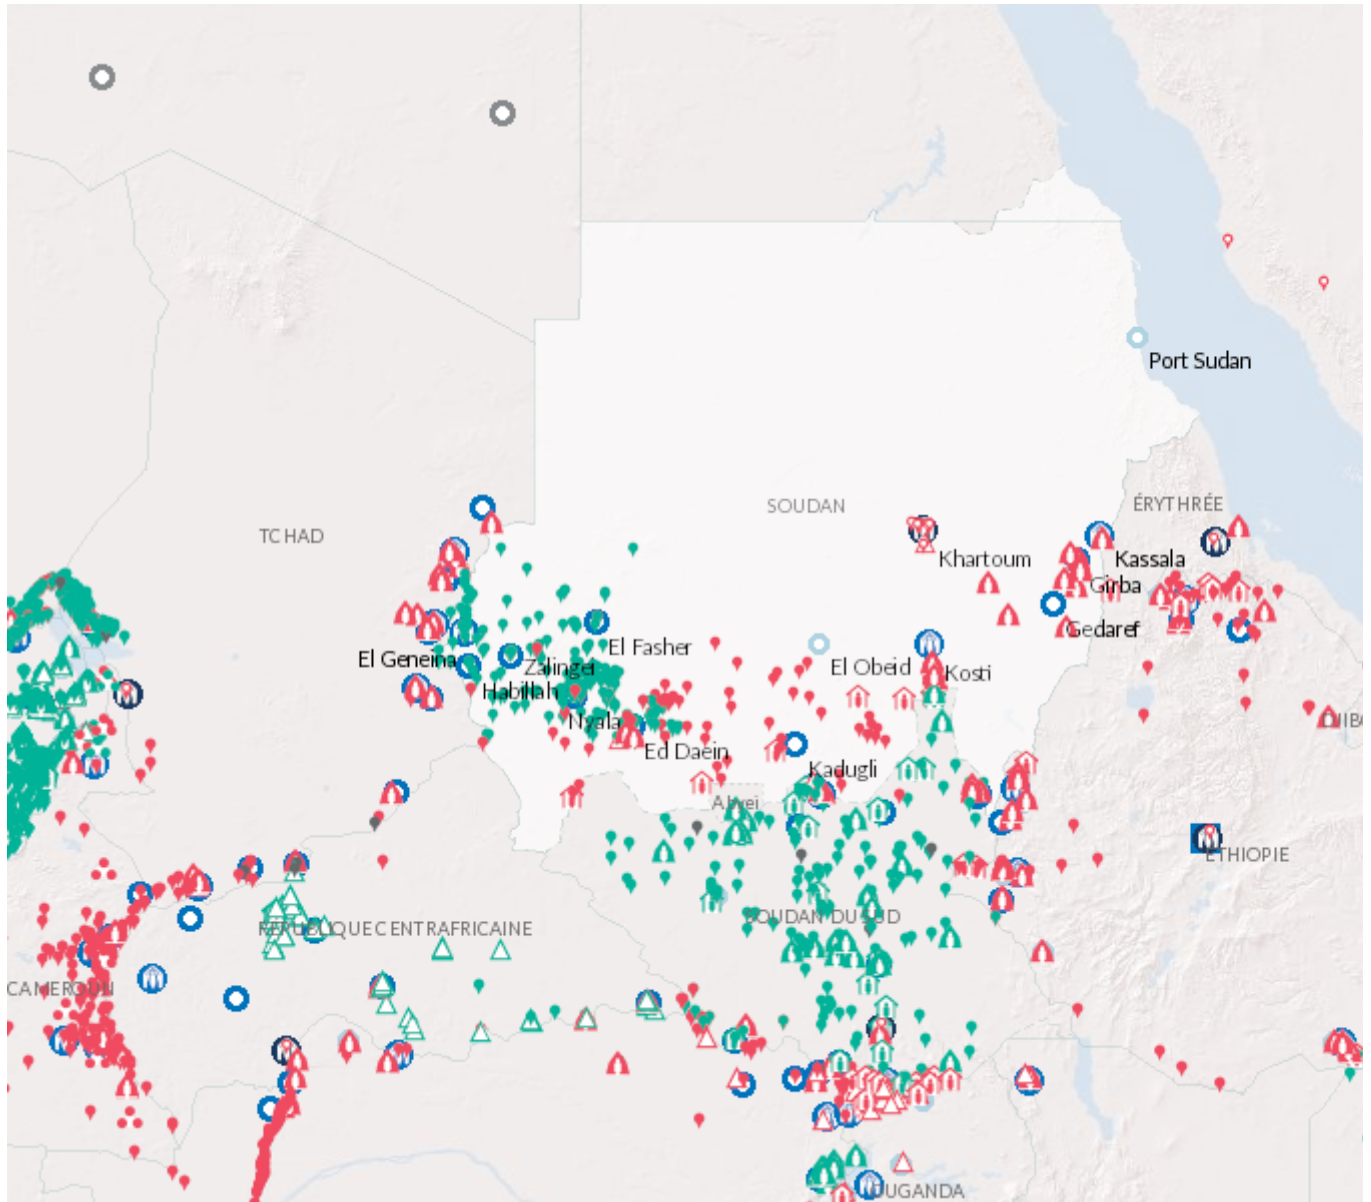 Port Sudan
SOUDAN
ÉRYTHRÉE
TCHAD
Khartoum
Kassala
Girba
Gedaref
El Fasher
El Geneina
Zalingei
El Obeid
Kosti
Habillah
Nyala
Ed Daein
Kadugli
Abyei
ÉTHIOPIE
SOUDAN DU SUD
RÉPUBLIQUE CENTRAFRICAINE
CAMEROUN
OUGANDA